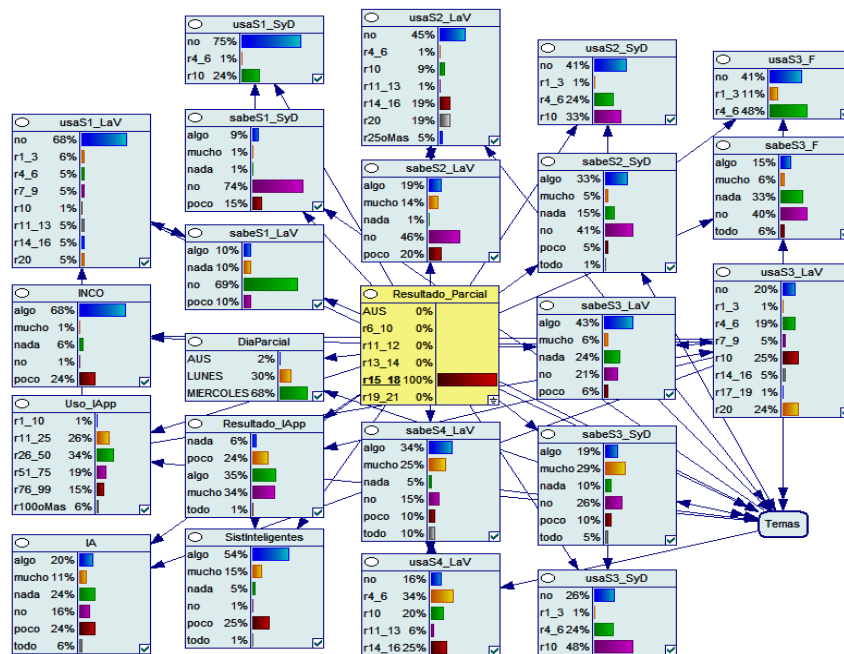 usaS1_SyD
no 75%
r4_6 1%
r10 24%
usaS2_LaV
no 45%
r4_6 1%
r10 9%
r11_13 1%
r14_16 19%
r20 19%
r25oMas 5%
usaS2_SyD
no 41%
r1_3 1%
r4_6 24%
r10 33%
usaS3_F
no 41%
r1_3 11%
r4_6 48%
usaS1_LaV
no 68%
r1_3 6%
r4_6 5%
r7_9 5%
r10 1%
r11_13 5%
r14_16 5%
r20 5%
sabeS1_SyD
algo 9%
mucho 1%
nada 1%
no 74%
poco 15%
sabeS2_LaV
algo 19%
mucho 14%
nada 1%
no 46%
poco 20%
sabeS2_SyD
algo 33%
mucho 5%
nada 15%
no 41%
poco 5%
todo 1%
sabeS3_F
algo 15%
mucho 6%
nada 33%
no 40%
todo 6%
sabeS1_LaV
algo 10%
nada 10%
no 69%
poco 10%
usaS3_LaV
no 20%
r1_3 1%
r4_6 19%
r7_9 5%
r10 25%
r14_16 5%
r17_19 1%
r20 24%
INCO
algo 68%
mucho 1%
nada 6%
no 1%
poco 24%
Resultado_Parcial
AUS 0%
r6_10 0%
r11_12 0%
r13_14 0%
r15_18 100%
r19_21 0%
sabeS3_LaV
algo 43%
mucho 6%
nada 24%
no 21%
poco 6%
DiaParcial
AUS 2%
LUNES 30%
MIERCOLES 68%
Uso_IApp
r1_10 1%
r11_25 26%
r26_50 34%
r51_75 19%
r76_99 15%
r100oMas 6%
Resultado_IApp
nada 6%
poco 24%
algo 35%
mucho 34%
todo 1%
sabeS4_LaV
algo 34%
mucho 25%
nada 5%
no 15%
poco 10%
todo 10%
sabeS3_SyD
algo 19%
mucho 29%
nada 10%
no 26%
poco 10%
todo 5%
Temas
IA
algo 20%
mucho 11%
nada 24%
no 16%
poco 24%
todo 6%
SistInteligentes
algo 54%
mucho 15%
nada 5%
no 1%
poco 25%
todo 1%
usaS4_LaV
no 16%
r4_6 34%
r10 20%
r11_13 6%
r14_16 25%
usaS3_SyD
no 26%
r1_3 1%
r4_6 24%
r10 48%